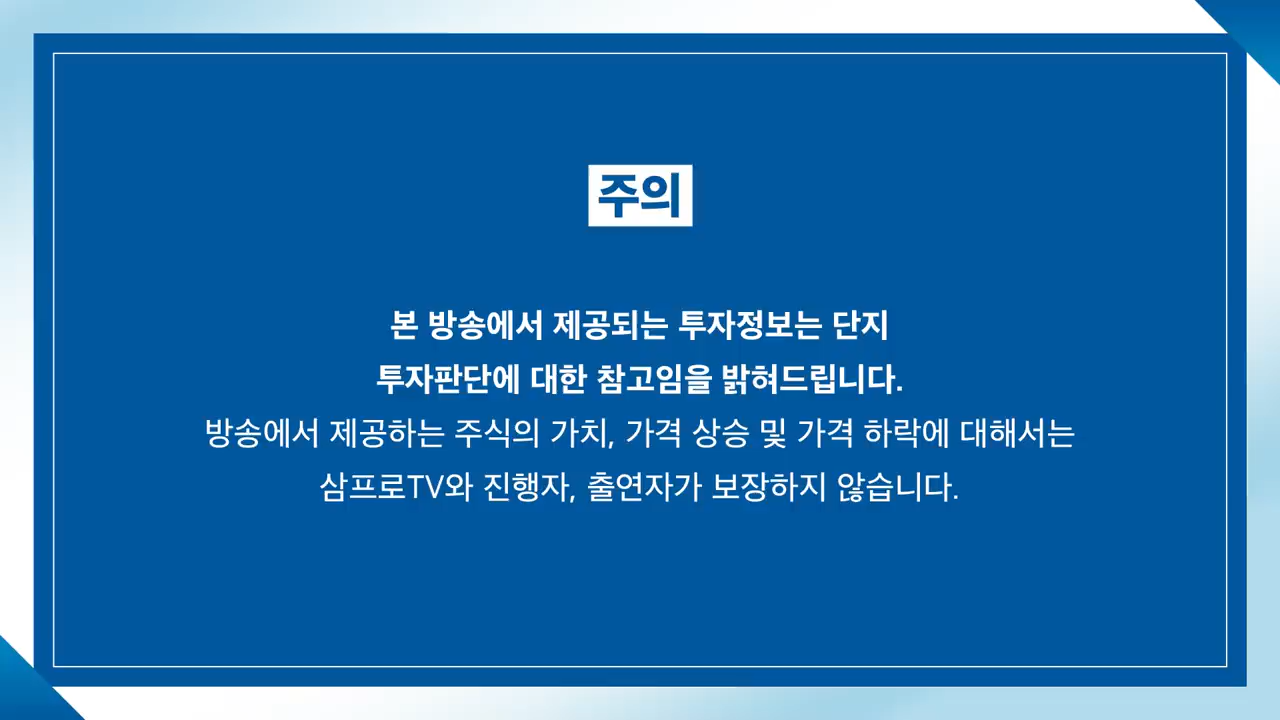 주의
본 방송에서 제공되는 투자정보는 단지
투자판단에 대한 참고임을 밝혀드립니다.
방송에서 제공하는 주식의 가치, 가격 상승 및 가격 하락에 대해서는
삼프로TV와 진행자, 출연자가 보장하지 않습니다.